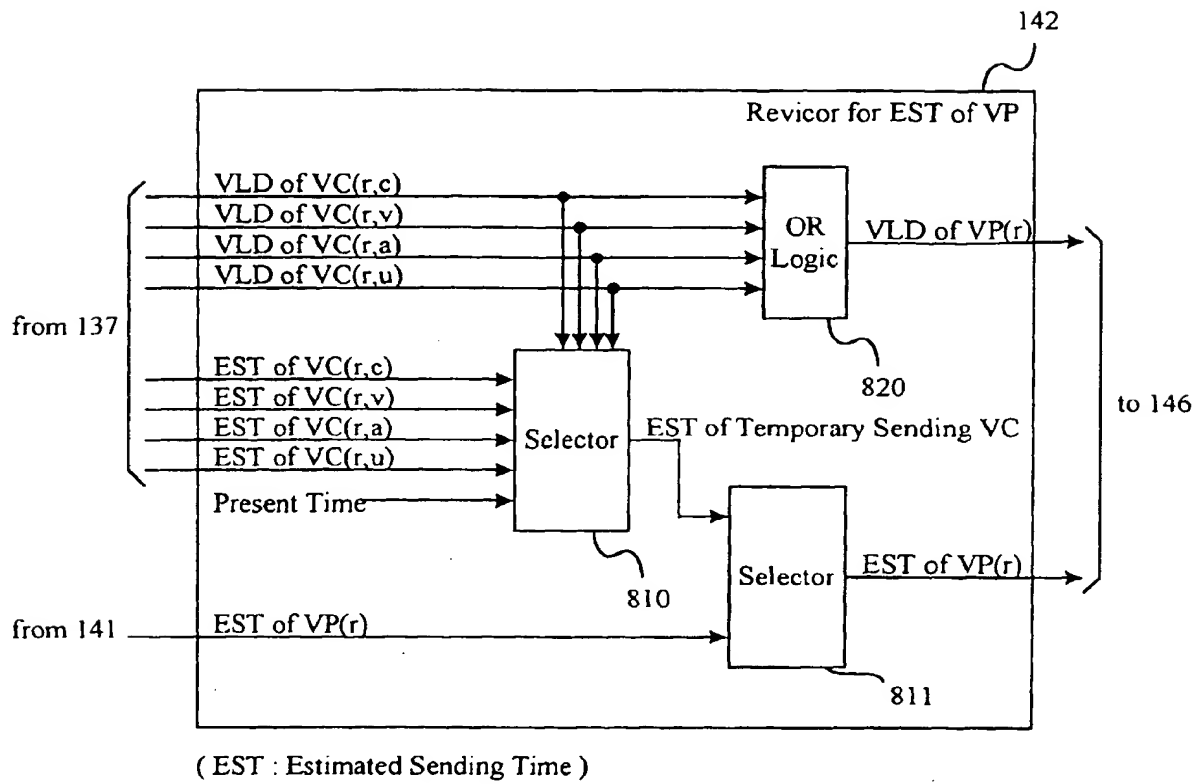 142
Revicor for EST of VP
VLD of VC(r,c)
VLD of VC(r,v)
VLD of VC(r,a)
VLD of VC(r,u)
OR
Logic
VLD of VP(r)
from 137
820
EST of VC(r,c)
EST of VC(r,v)
EST of VC(r,a)
EST of VC(r,u)
Present Time
Selector
EST of Temporary Sending VC
to 146
810
Selector
EST of VP(r)
from 141
EST of VP(r)
811
( EST : Estimated Sending Time )